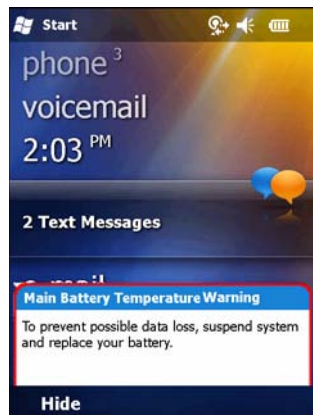 Start
phone 3
voicemail
2:03 PM
2 Text Messages
e-mail
Main Battery Temperature Warning
To prevent possible data loss, suspend system
and replace your battery.
Hide